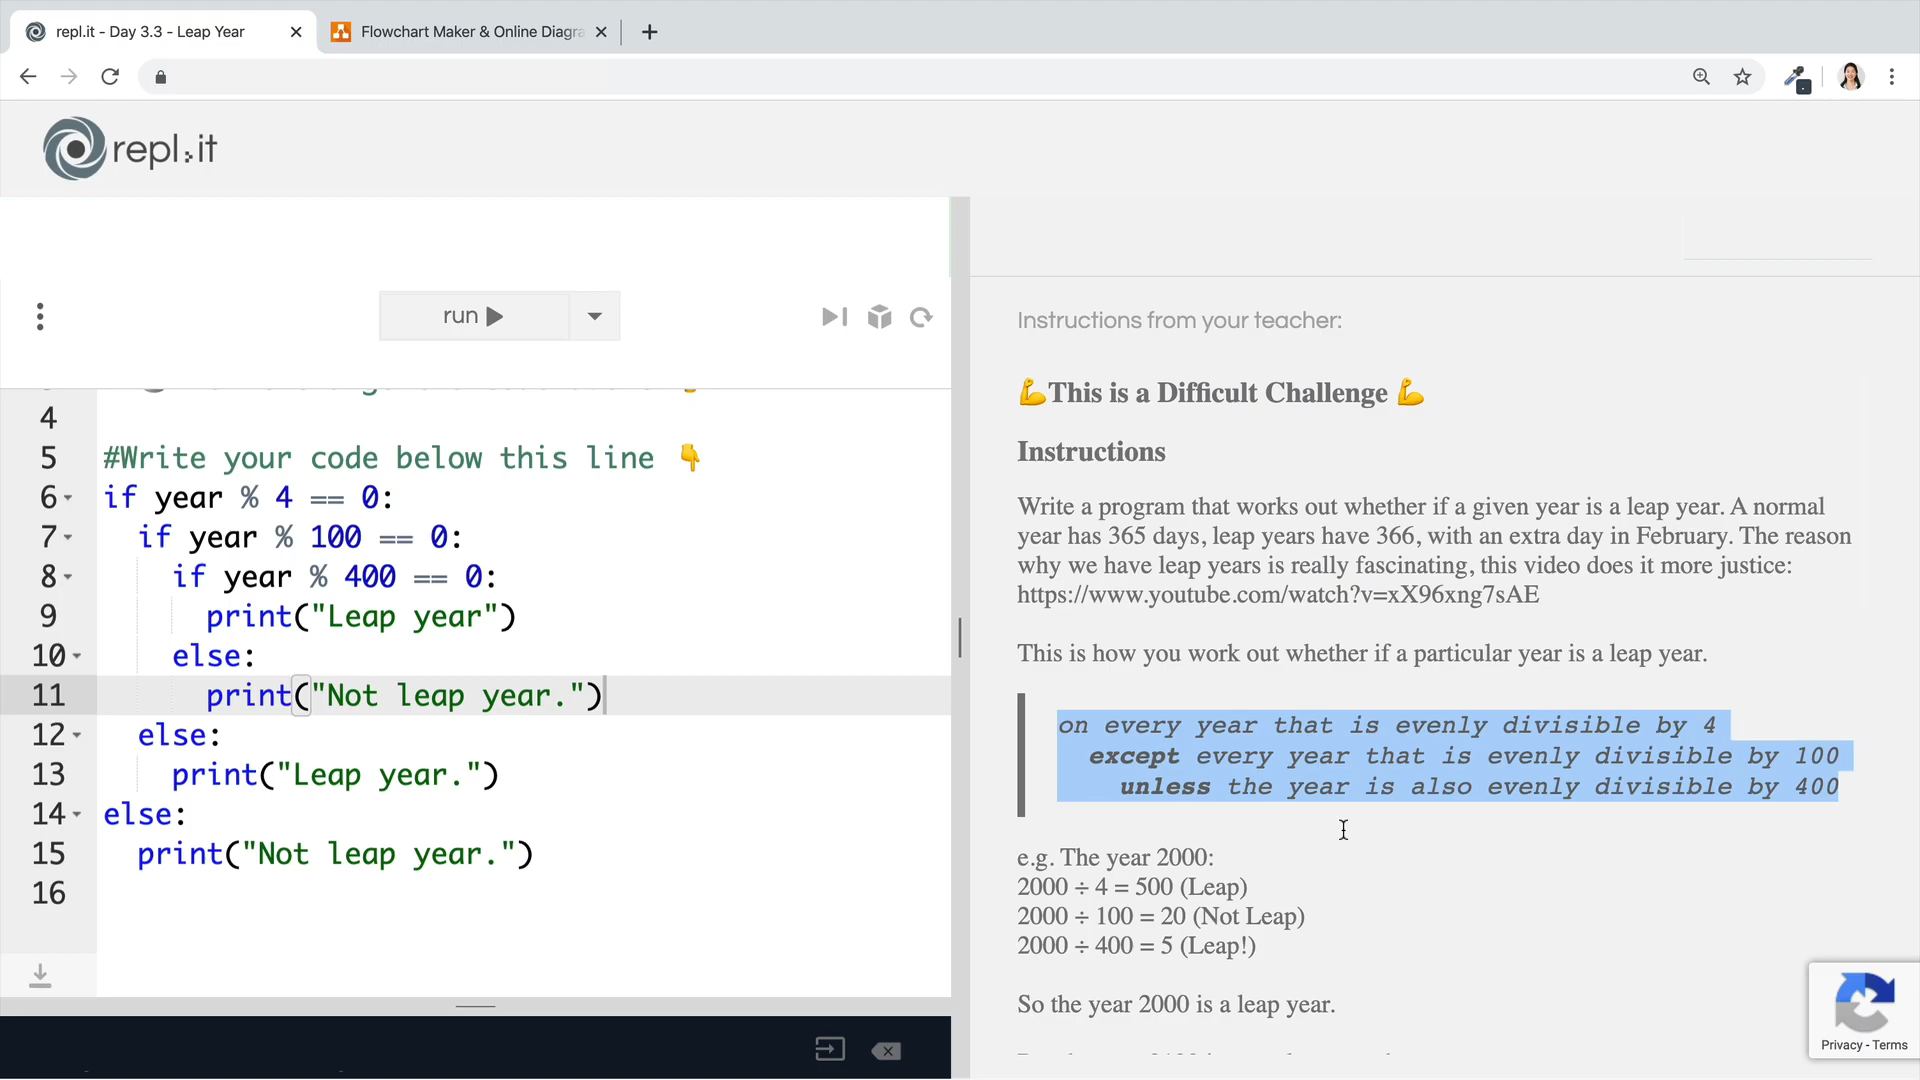 repl.it - Day 3.3 - Leap Year
Flowchart Maker & Online Diagra
repl.it
run
Instructions from your teacher:
💪This is a Difficult Challenge 💪
Instructions
Write a program that works out whether if a given year is a leap year. A normal
year has 365 days, leap years have 366, with an extra day in February. The reason
why we have leap years is really fascinating, this video does it more justice:
https://www.youtube.com/watch?v=xX96xng7sAE
This is how you work out whether if a particular year is a leap year.
on every year that is evenly divisible by 4
except every year that is evenly divisible by 100
unless the year is also evenly divisible by 400
e.g. The year 2000:
2000 ÷ 4 = 500 (Leap)
2000 ÷ 100 = 20 (Not Leap)
2000 ÷ 400 = 5 (Leap!)
So the year 2000 is a leap year.
4
5 #Write your code below this line 👇
6 if year % 4 == 0:
7 if year % 100 == 0:
8 if year % 400 == 0:
9 print("Leap year")
10 else:
11 print("Not leap year.")
12 else:
13 print("Leap year.")
14 else:
15 print("Not leap year.")
16
Privacy - Terms